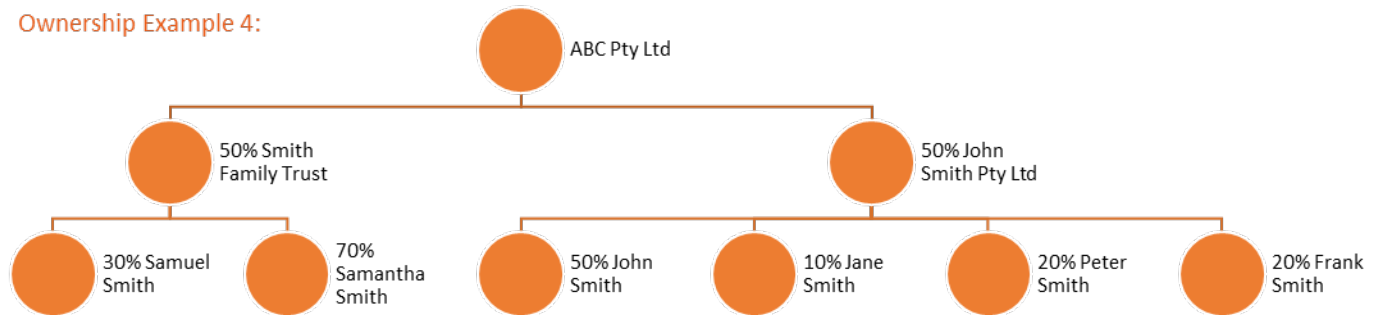 Ownership Example 4:
ABC Pty Ltd
50% Smith
Family Trust
50% John
Smith Pty Ltd
30% Samuel
Smith
70%
Samantha
Smith
50% John
Smith
10% Jane
Smith
20% Peter
Smith
20% Frank
Smith